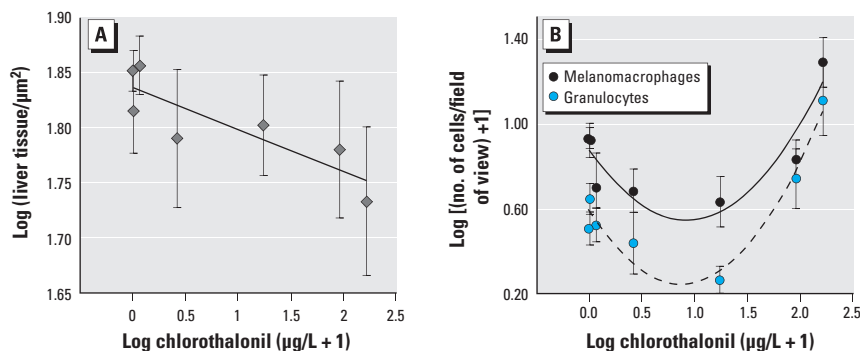 A
1.90
1.85
1.80
1.75
1.70
1.65
Log (liver tissue/μm²)
0
0.5
1
1.5
2
2.5
Log chlorothalonil (μg/L + 1)
B
Melanomacrophages
Granulocytes
1.40
1.00
0.60
0.20
Log [(no. of cells/field
of view) +1]
0.0
0.5
1.0
1.5
2.0
2.5
Log chlorothalonil (μg/L + 1)